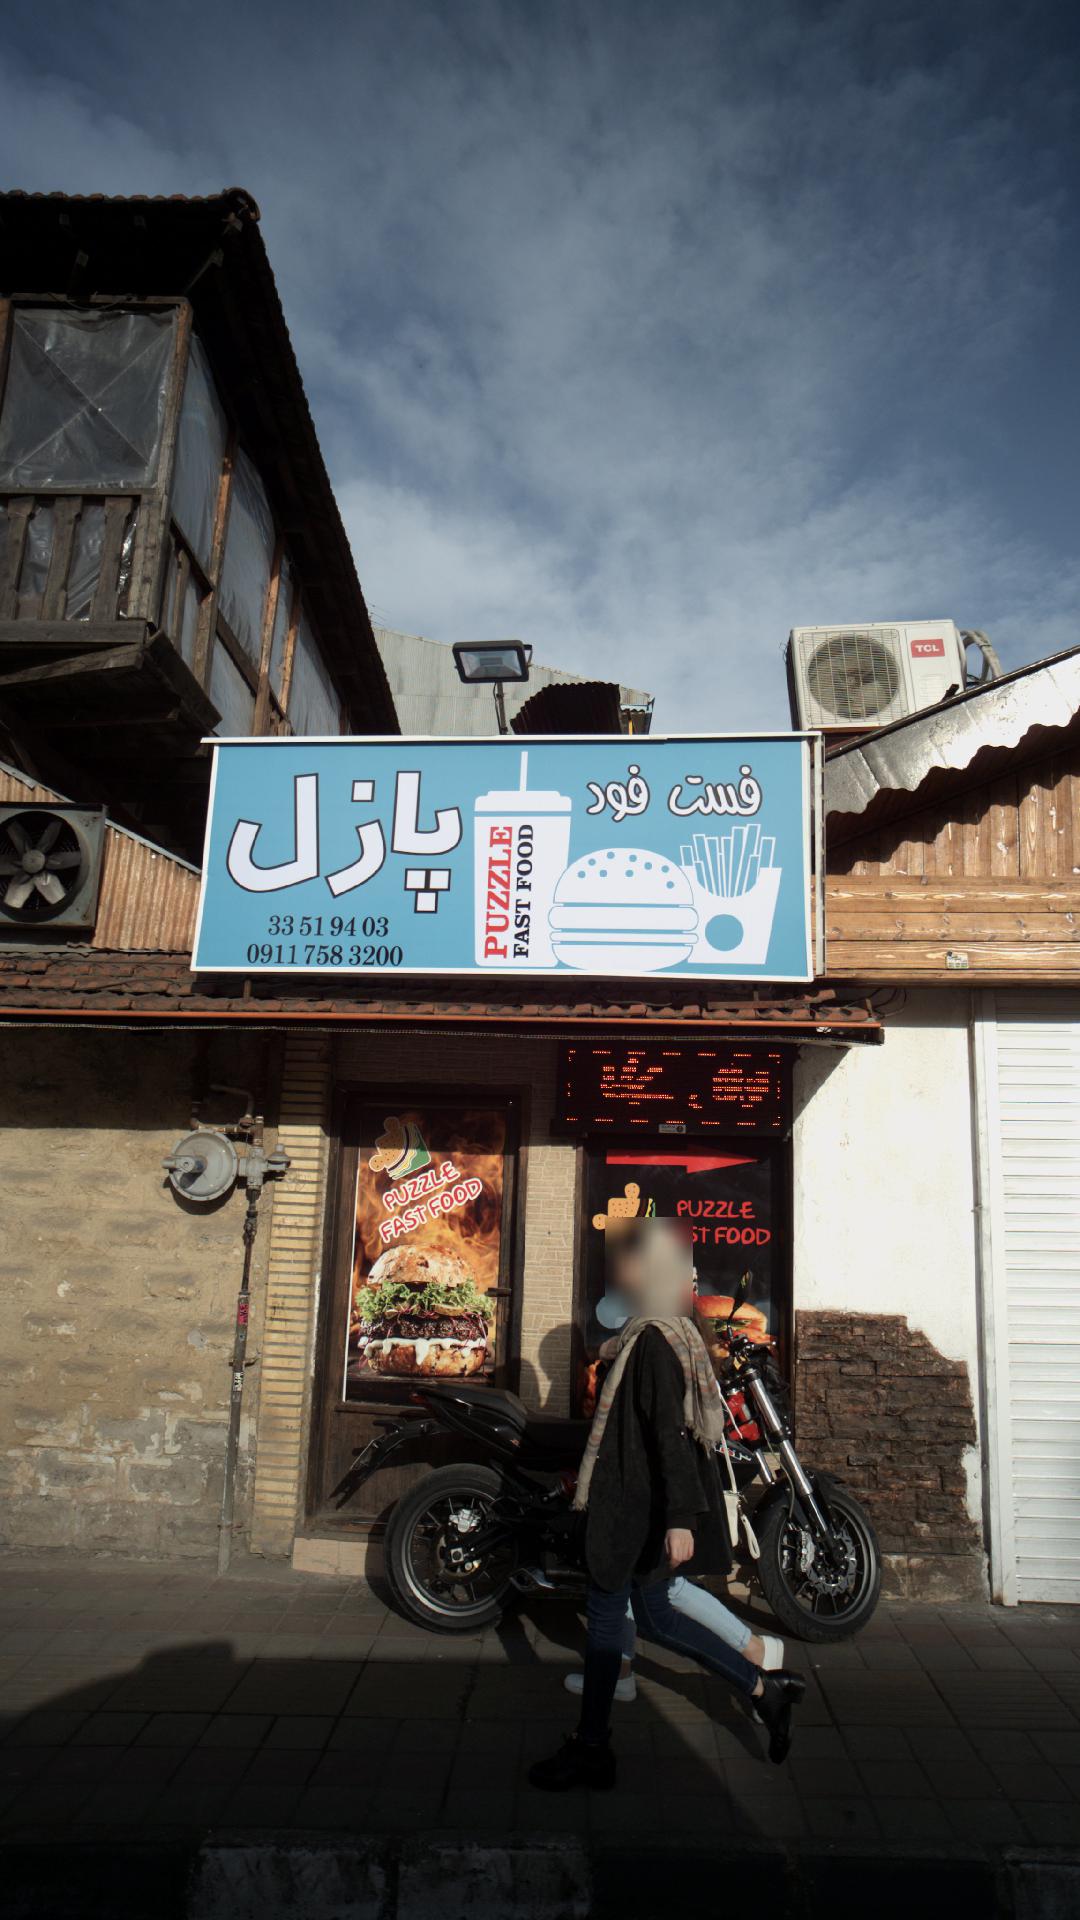 TCL
فست فود
پازل
PUZZLE
FAST FOOD
33 51 94 03
0911 758 3200
PUZZLE
FAST FOOD
PUZZLE
ST FOOD